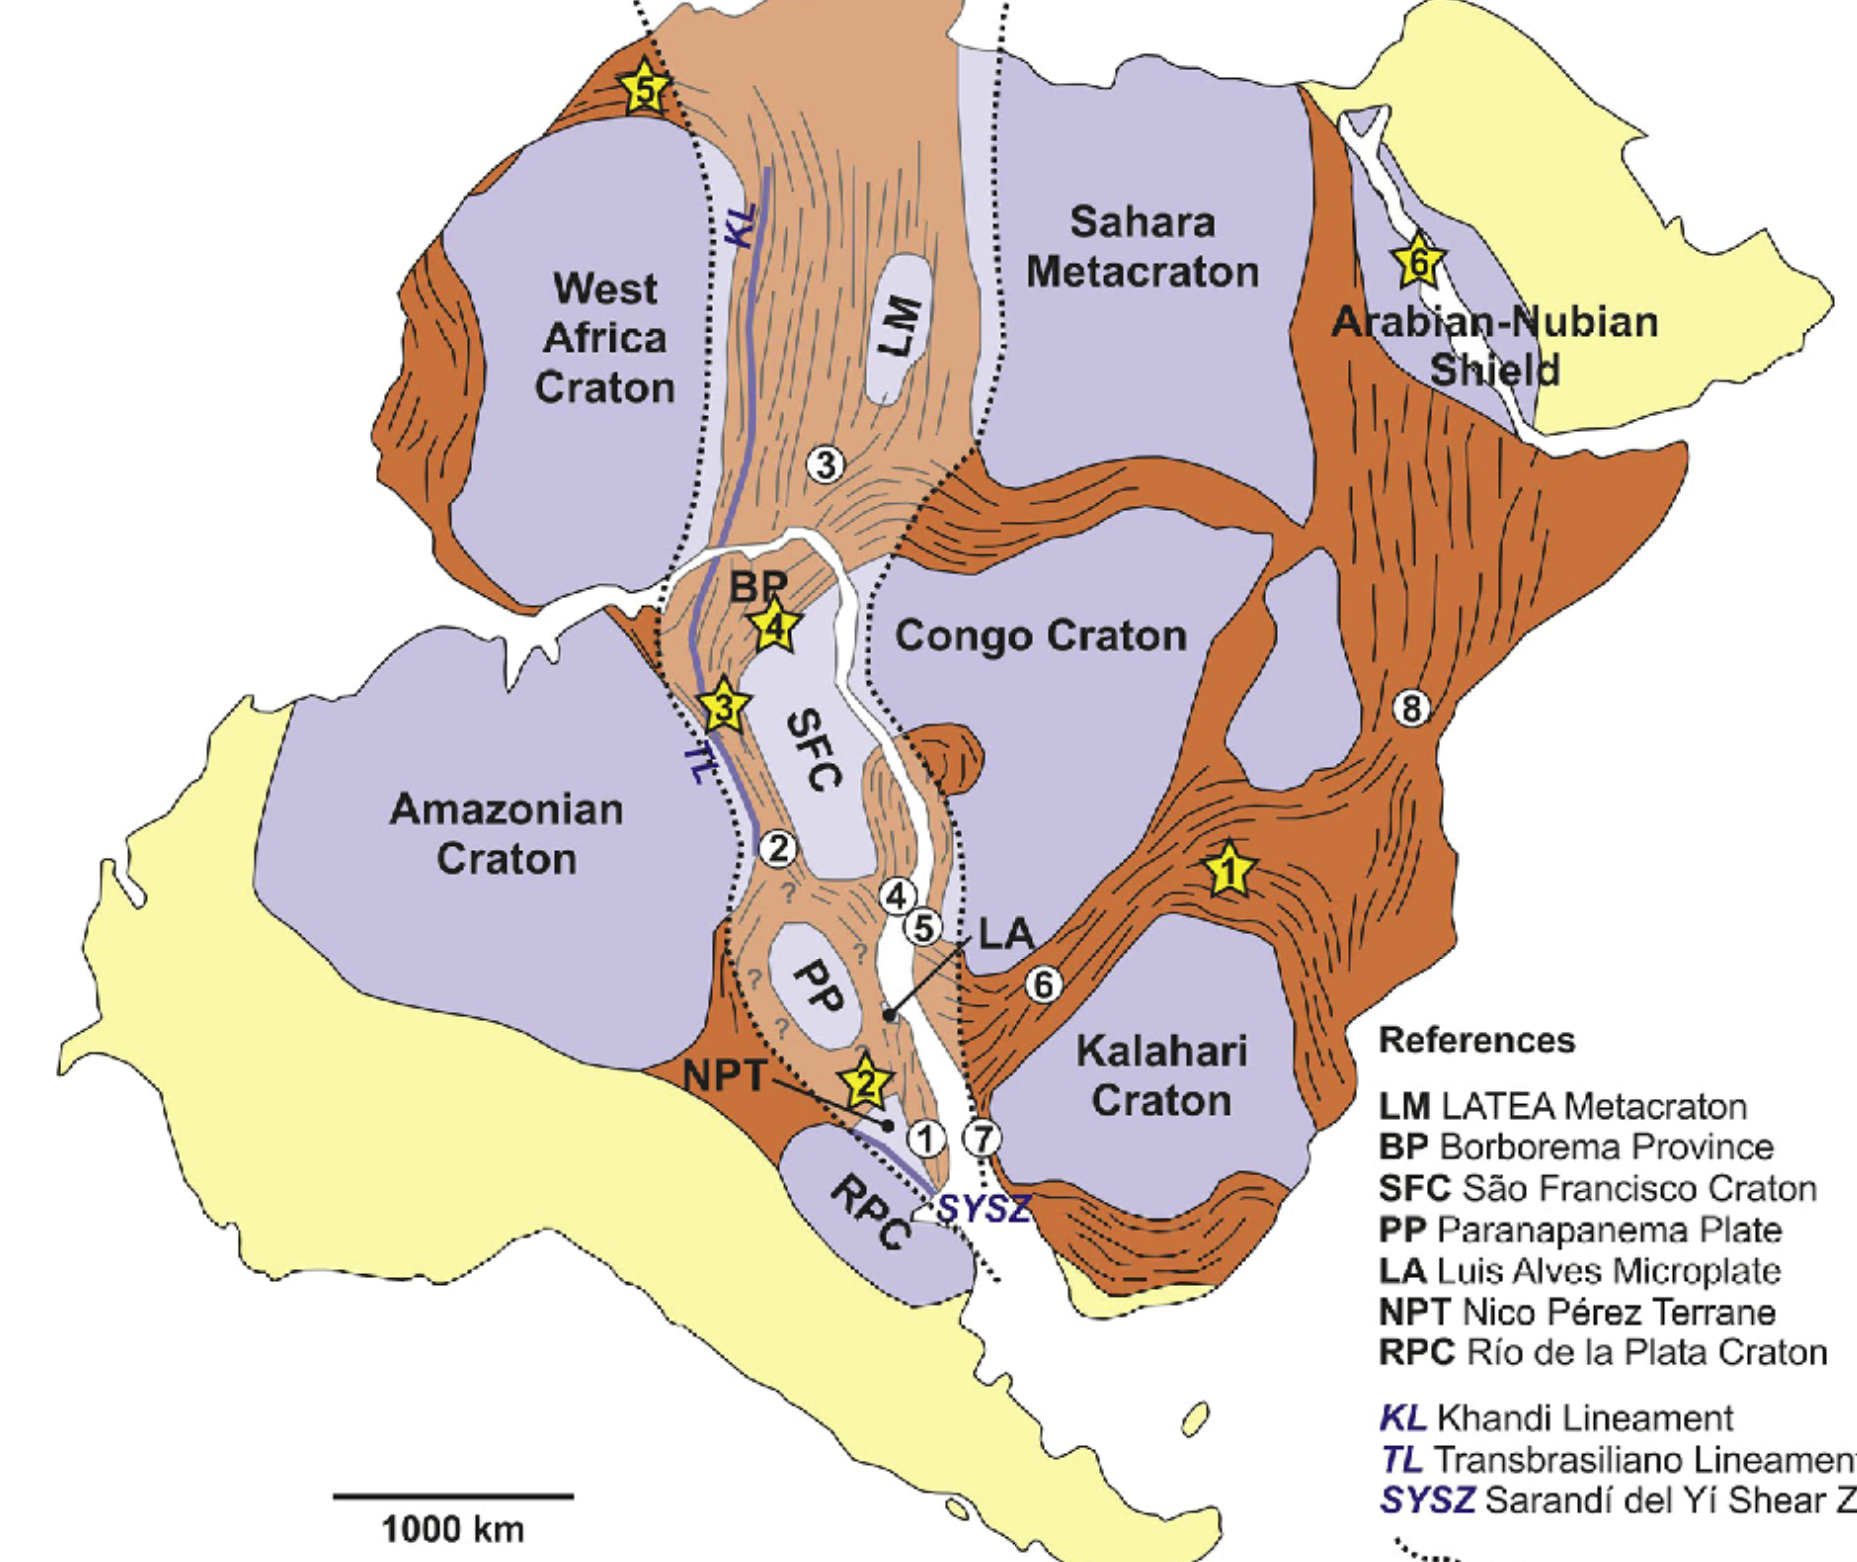 5
KL
West
Africa
Craton
LM
Sahara
Metacraton
6
Arabian-Nubian
Shield
3
BP
4
Congo Craton
3
SFC
TL
8
Amazonian
Craton
2
?
4
5
1
LA
?
PP
?
6
?
?
NPT
2
Kalahari
Craton
1
7
RPC
SYSZ
References
LM LATEA Metacraton
BP Borborema Province
SFC São Francisco Craton
PP Paranapanema Plate
LA Luis Alves Microplate
NPT Nico Pérez Terrane
RPC Río de la Plata Craton
KL Khandi Lineament
TL Transbrasiliano Lineamen
SYSZ Sarandí del Yí Shear Z
1000 km